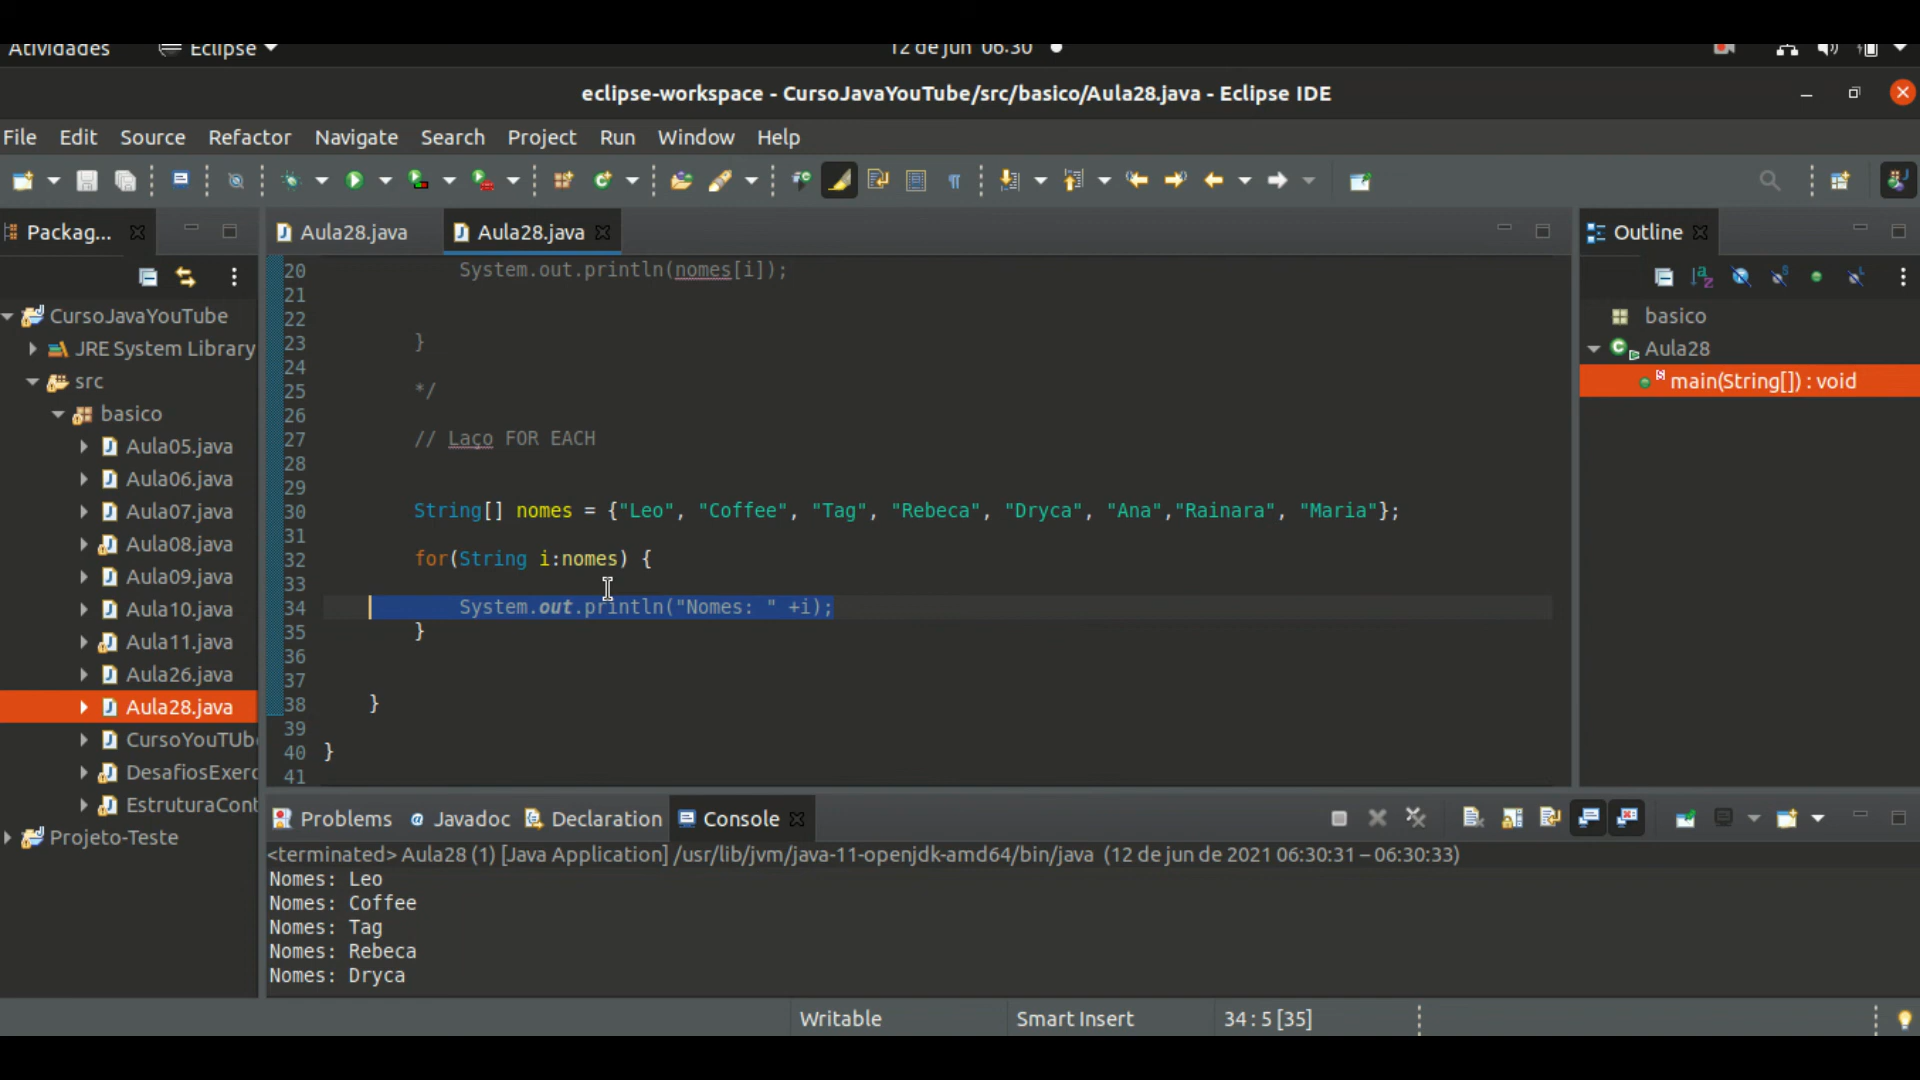 Atividades
Eclipse
12 de jun 06:30
eclipse-workspace - CursoJavaYouTube/src/basico/Aula28.java - Eclipse IDE
File Edit Source Refactor Navigate Search Project Run Window Help
Packag...
CursoJavaYouTube
JRE System Library
src
basico
Aula05.java
Aula06.java
Aula07.java
Aula08.java
Aula09.java
Aula10.java
Aula11.java
Aula26.java
Aula28.java
CursoYouTUb
DesafiosExerc
EstruturaCont
Projeto-Teste
Aula28.java
Aula28.java
20 System.out.println(nomes[i]);
21
22
23 }
24
25 */
26
27 // Laço FOR EACH
28
29
30 String[] nomes = {"Leo", "Coffee", "Tag", "Rebeca", "Dryca", "Ana","Rainara", "Maria"};
31
32 for(String i:nomes) {
33
34 System.out.println("Nomes: " +i);
35 }
36
37
38 }
39
40 }
41
Outline
basico
Aula28
main(String[]) : void
Problems @ Javadoc Declaration Console
<terminated> Aula28 (1) [Java Application] /usr/lib/jvm/java-11-openjdk-amd64/bin/java (12 de jun de 2021 06:30:31 – 06:30:33)
Nomes: Leo
Nomes: Coffee
Nomes: Tag
Nomes: Rebeca
Nomes: Dryca
Writable
Smart Insert
34 : 5 [35]